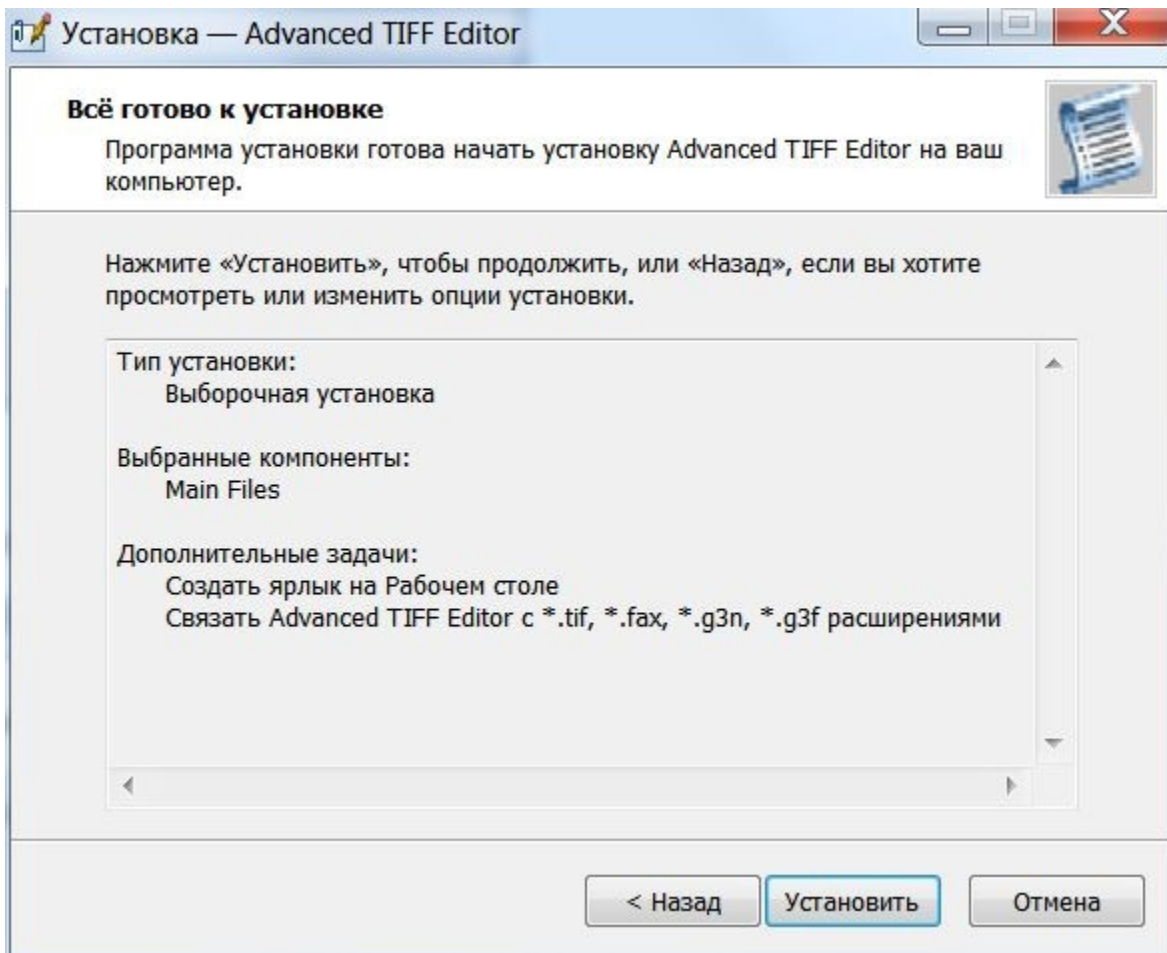 Установка — Advanced TIFF Editor
Всё готово к установке
Программа установки готова начать установку Advanced TIFF Editor на ваш
компьютер.
Нажмите «Установить», чтобы продолжить, или «Назад», если вы хотите
просмотреть или изменить опции установки.
Тип установки:
Выборочная установка
Выбранные компоненты:
Main Files
Дополнительные задачи:
Создать ярлык на Рабочем столе
Связать Advanced TIFF Editor с *.tif, *.fax, *.g3n, *.g3f расширениями
< Назад
Установить
Отмена